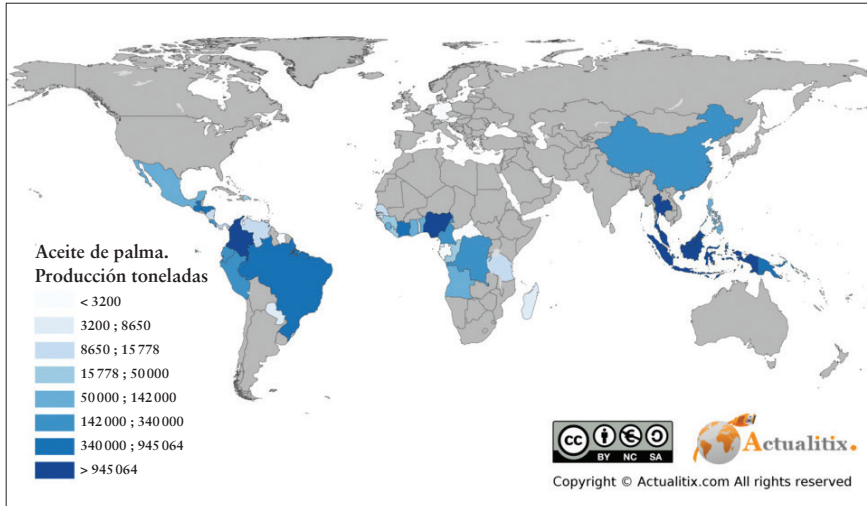 Aceite de palma.
Producción toneladas
< 3200
3200 ; 8650
8650 ; 15 778
15 778 ; 50 000
50 000 ; 142 000
142 000 ; 340 000
340 000 ; 945 064
> 945 064
cc
BY NC SA
Actualitix.
Copyright © Actualitix.com All rights reserved